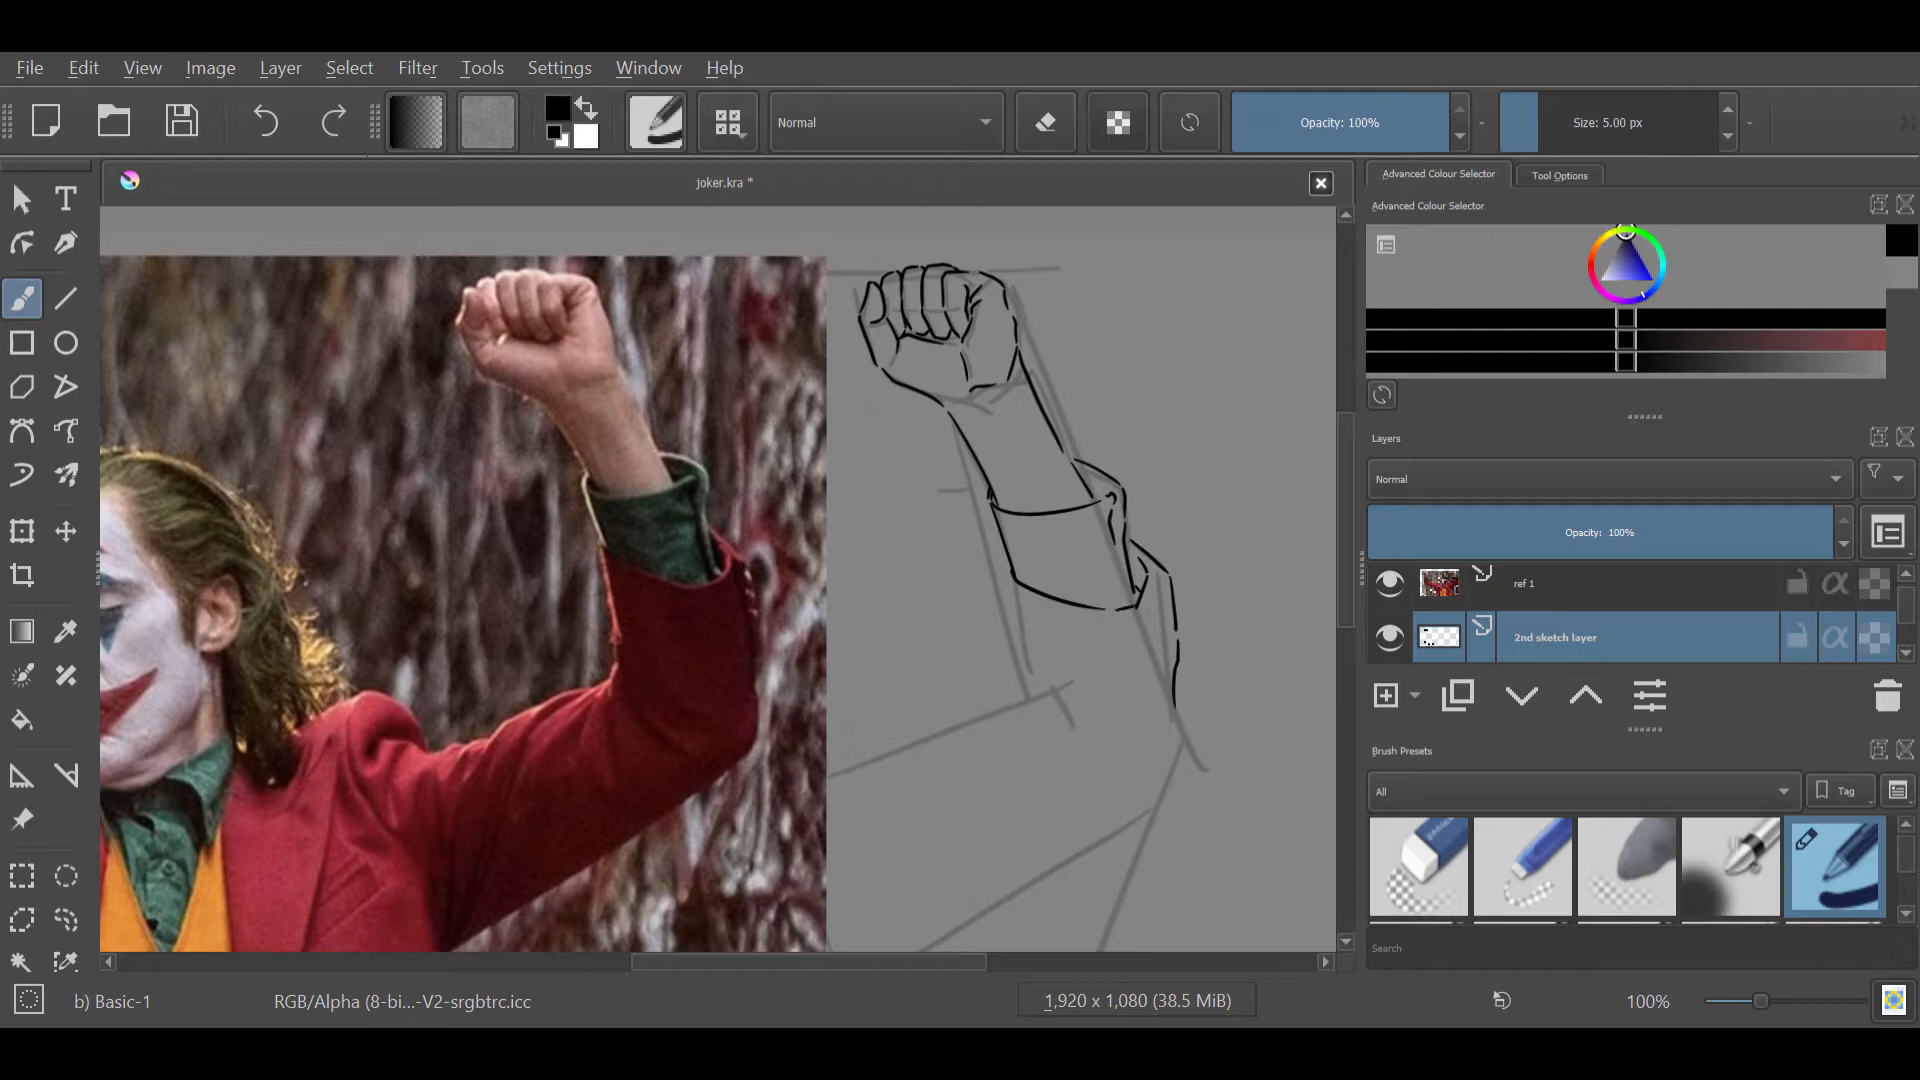 File Edit View Image Layer Select Filter Tools Settings Window Help
Normal
Opacity: 100%
Size: 5.00 px
joker.kra *
Advanced Colour Selector
Tool Options
Advanced Colour Selector
Layers
Normal
Opacity: 100%
ref 1
2nd sketch layer
Brush Presets
All
Tag
Search
b) Basic-1
RGB/Alpha (8-bi...-V2-srgbtrc.icc
1,920 x 1,080 (38.5 MiB)
100%